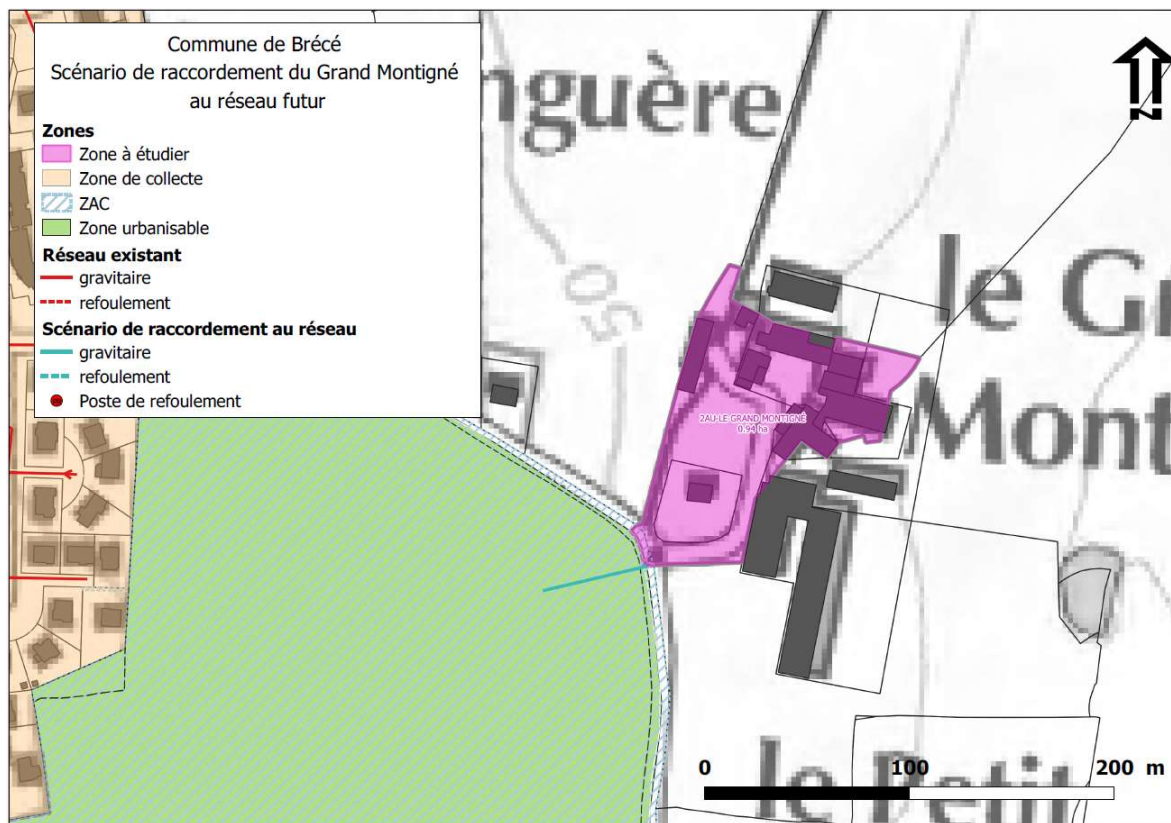 Commune de Brécé
Scénario de raccordement du Grand Montigné
au réseau futur
Zones
Zone à étudier
Zone de collecte
ZAC
Zone urbanisable
Réseau existant
gravitaire
refoulement
Scénario de raccordement au réseau
gravitaire
refoulement
Poste de refoulement
nguère
N
50
le Gr
Mont
2AU-LE GRAND MONTIGNÉ
0.94 ha
le Petit
0 100 200 m